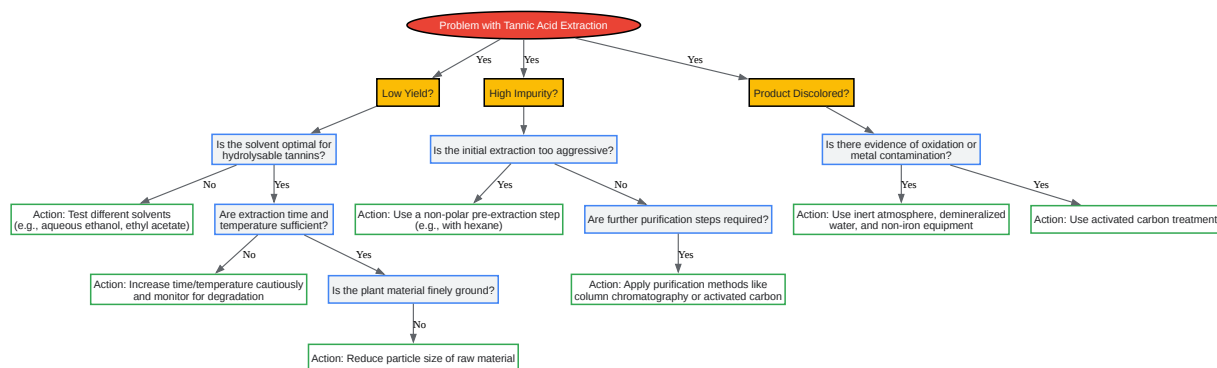 Problem with Tannic Acid Extraction
Yes
Yes
Yes
Low Yield?
High Impurity?
Product Discolored?
Is the solvent optimal for
hydrolysable tannins?
Is the initial extraction too aggressive?
Is there evidence of oxidation or
metal contamination?
No
Yes
Yes
No
Yes
Yes
Action: Test different solvents
(e.g., aqueous ethanol, ethyl acetate)
Are extraction time and
temperature sufficient?
Action: Use a non-polar pre-extraction step
(e.g., with hexane)
Are further purification steps required?
Action: Use inert atmosphere, demineralized
water, and non-iron equipment
Action: Use activated carbon treatment
No
Yes
Yes
Action: Increase time/temperature cautiously
and monitor for degradation
Is the plant material finely ground?
Action: Apply purification methods like
column chromatography or activated carbon
No
Action: Reduce particle size of raw material